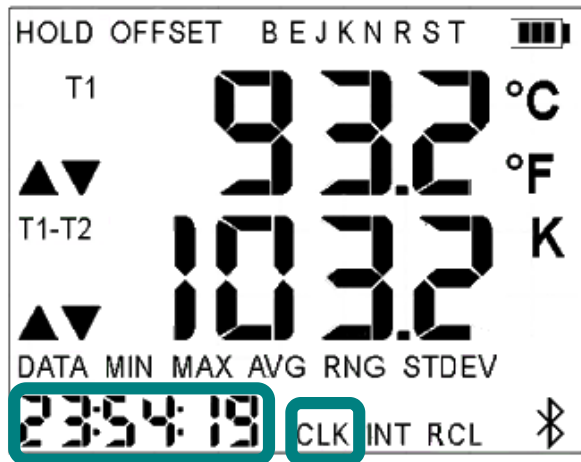 HOLD OFFSET B E J K N R S T
T1 93.2 °C
°F
T1-T2 103.2 K
DATA MIN MAX AVG RNG STDEV
23:54:19 CLK INT RCL